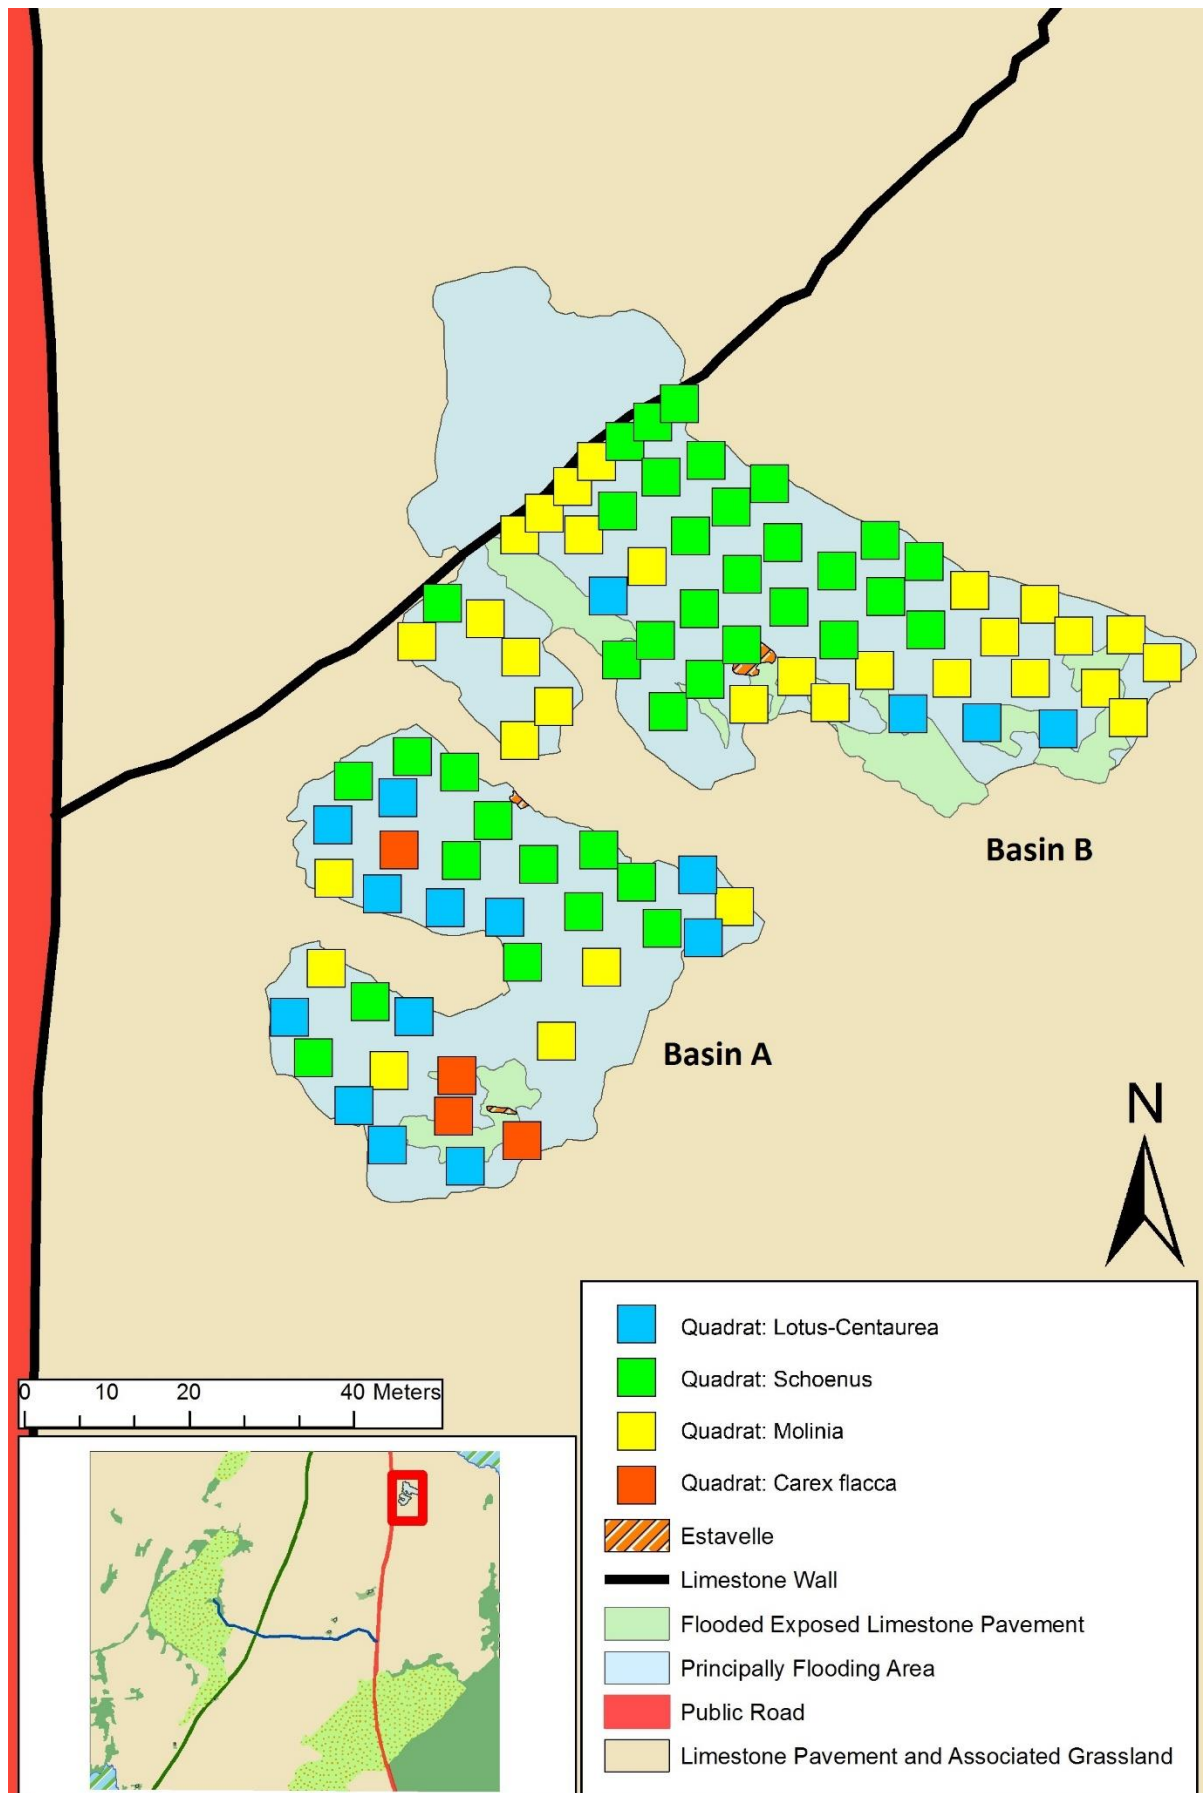 Basin B
Basin A
N
0 10 20 40 Meters
Quadrat: Lotus-Centaurea
Quadrat: Schoenus
Quadrat: Molinia
Quadrat: Carex flacca
Estavelle
Limestone Wall
Flooded Exposed Limestone Pavement
Principally Flooding Area
Public Road
Limestone Pavement and Associated Grassland